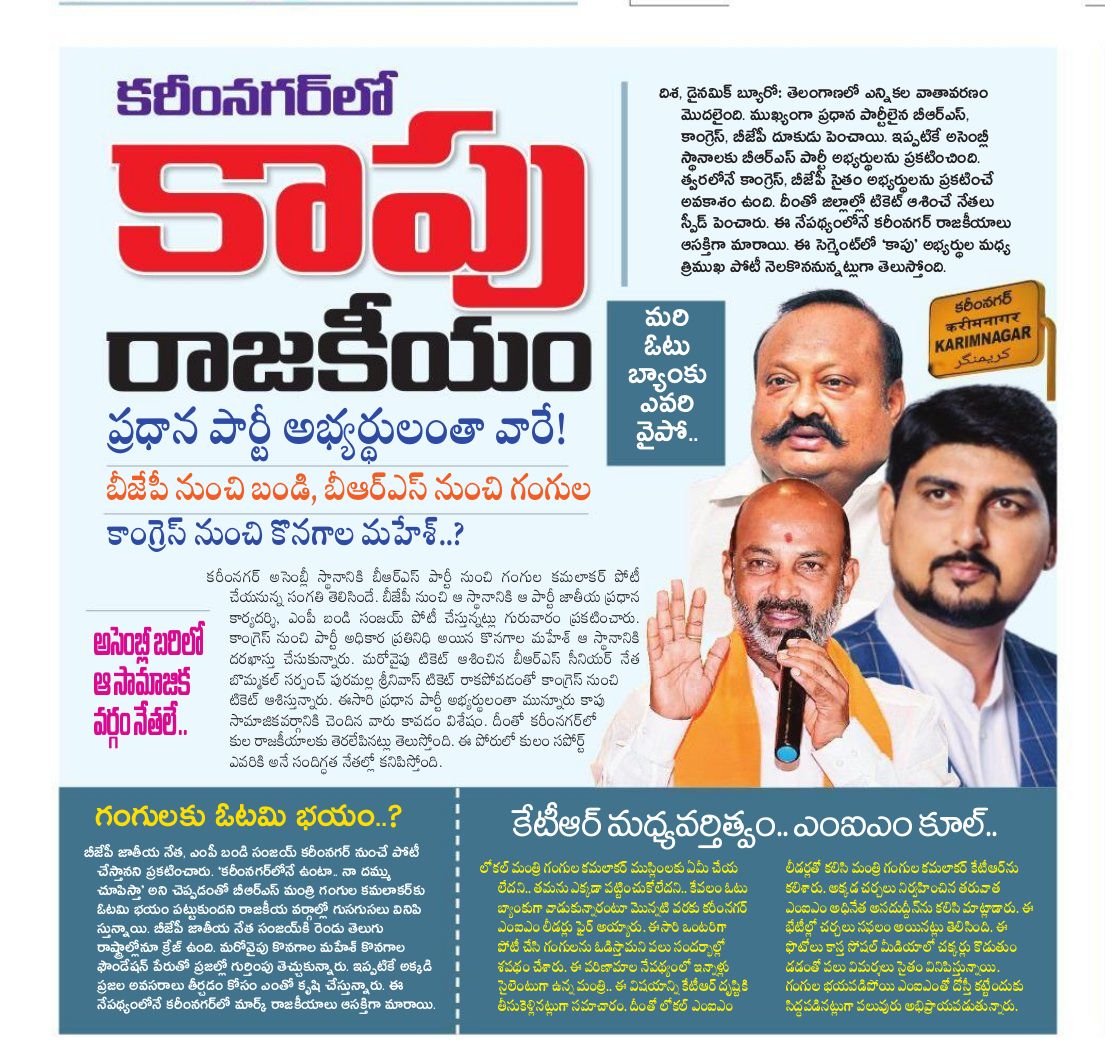 కరీంనగర్‌లో
కాపు
రాజకీయం
ప్రధాన పార్టీ అభ్యర్థులంతా వారే!
బీజేపీ నుంచి బండి, బీఆర్ఎస్ నుంచి గంగుల
కాంగ్రెస్ నుంచి కొనగాల మహేశ్..?
దిశ, డైనమిక్ బ్యూరో: తెలంగాణలో ఎన్నికల వాతావరణం
మొదలైంది. ముఖ్యంగా ప్రధాన పార్టీలైన బీఆర్ఎస్,
కాంగ్రెస్, బీజేపీ దూకుడు పెంచాయి. ఇప్పటికే అసెంబ్లీ
స్థానాలకు బీఆర్ఎస్ పార్టీ అభ్యర్థులను ప్రకటించింది.
త్వరలోనే కాంగ్రెస్, బీజేపీ సైతం అభ్యర్థులను ప్రకటించే
అవకాశం ఉంది. దీంతో జిల్లాల్లో టికెట్ ఆశించే నేతలు
స్పీడ్ పెంచారు. ఈ నేపథ్యంలోనే కరీంనగర్ రాజకీయాలు
ఆసక్తిగా మారాయి. ఈ సెగ్మెంట్‌లో ‘కాపు’ అభ్యర్థుల మధ్య
త్రిముఖ పోటీ నెలకొననున్నట్లుగా తెలుస్తోంది.
మరి
ఓటు
బ్యాంకు
ఎవరి
వైపో..
కరీంనగర్
करीमनगर
KARIMNAGAR
کریمنگر
అసెంబ్లీ బరిలో
ఆ సామాజిక
వర్గం నేతలే..
కరీంనగర్ అసెంబ్లీ స్థానానికి బీఆర్ఎస్ పార్టీ నుంచి గంగుల కమలాకర్ పోటీ
చేయనున్న సంగతి తెలిసిందే. బీజేపీ నుంచి ఆ స్థానానికి ఆ పార్టీ జాతీయ ప్రధాన
కార్యదర్శి, ఎంపీ బండి సంజయ్ పోటీ చేస్తున్నట్లు గురువారం ప్రకటించారు.
కాంగ్రెస్ నుంచి పార్టీ అధికార ప్రతినిధి అయిన కొనగాల మహేశ్ ఆ స్థానానికి
దరఖాస్తు చేసుకున్నారు. మరోవైపు టికెట్ ఆశించిన బీఆర్ఎస్ సీనియర్ నేత
బొమ్మకల్ సర్పంచ్ పురమల్ల శ్రీనివాస్ టికెట్ రాకపోవడంతో కాంగ్రెస్ నుంచి
టికెట్ ఆశిస్తున్నారు. ఈసారి ప్రధాన పార్టీ అభ్యర్థులంతా మున్నూరు కాపు
సామాజికవర్గానికి చెందిన వారు కావడం విశేషం. దీంతో కరీంనగర్‌లో
కుల రాజకీయాలకు తెరలేపినట్లు తెలుస్తోంది. ఈ పోరులో కులం సపోర్ట్
ఎవరికి అనే సందిగ్ధత నేతల్లో కనిపిస్తోంది.
గంగులకు ఓటమి భయం..?
బీజేపీ జాతీయ నేత, ఎంపీ బండి సంజయ్ కరీంనగర్ నుంచే పోటీ
చేస్తానని ప్రకటించారు. ‘కరీంనగర్‌లోనే ఉంటా.. నా దమ్ము
చూపిస్తా’ అని చెప్పడంతో బీఆర్ఎస్ మంత్రి గంగుల కమలాకర్‌కు
ఓటమి భయం పట్టుకుందని రాజకీయ వర్గాల్లో గుసగుసలు వినిపి
స్తున్నాయి. బీజేపీ జాతీయ నేత సంజయ్‌కి రెండు తెలుగు
రాష్ట్రాల్లోనూ క్రేజ్ ఉంది. మరోవైపు కొనగాల మహేశ్ కొనగాల
ఫౌండేషన్ పేరుతో ప్రజల్లో గుర్తింపు తెచ్చుకున్నారు. ఇప్పటికే అక్కడి
ప్రజల అవసరాలు తీర్చడం కోసం ఎంతో కృషి చేస్తున్నారు. ఈ
నేపథ్యంలోనే కరీంనగర్‌లో మార్క్ రాజకీయాలు ఆసక్తిగా మారాయి.
కేటీఆర్ మధ్యవర్తిత్వం.. ఎంఐఎం కూల్..
లోకల్ మంత్రి గంగుల కమలాకర్ ముస్లింలకు ఏమీ చేయ
లేదని.. తమను ఎక్కడా పట్టించుకోలేదని.. కేవలం ఓటు
బ్యాంకుగా వాడుకున్నారంటూ మొన్నటి వరకు కరీంనగర్
ఎంఐఎం లీడర్లు ఫైర్ అయ్యారు. ఈసారి ఒంటరిగా
పోటీ చేసి గంగులను ఓడిస్తామని పలు సందర్భాల్లో
శపథం చేశారు. ఈ పరిణామాల నేపథ్యంలో ఇన్నాళ్లు
సైలెంటుగా ఉన్న మంత్రి.. ఈ విషయాన్ని కేటీఆర్ దృష్టికి
తీసుకెళ్లినట్లుగా సమాచారం. దీంతో లోకల్ ఎంఐఎం
లీడర్లతో కలిసి మంత్రి గంగుల కమలాకర్ కేటీఆర్‌ను
కలిశారు. అక్కడ చర్చలు నిర్వహించిన తరువాత
ఎంఐఎం అధినేత అసదుద్దీన్‌ను కలిసి మాట్లాడారు. ఈ
భేటీల్లో చర్చలు సఫలం అయినట్లు తెలిసింది. ఈ
ఫొటోలు కాస్త సోషల్ మీడియాలో చక్కర్లు కొడుతుం
డడంతో పలు విమర్శలు సైతం వినిపిస్తున్నాయి.
గంగుల భయపడిపోయి ఎంఐఎంతో దోస్తీ కట్టేందుకు
సిద్ధపడినట్లుగా పలువురు అభిప్రాయపడుతున్నారు.